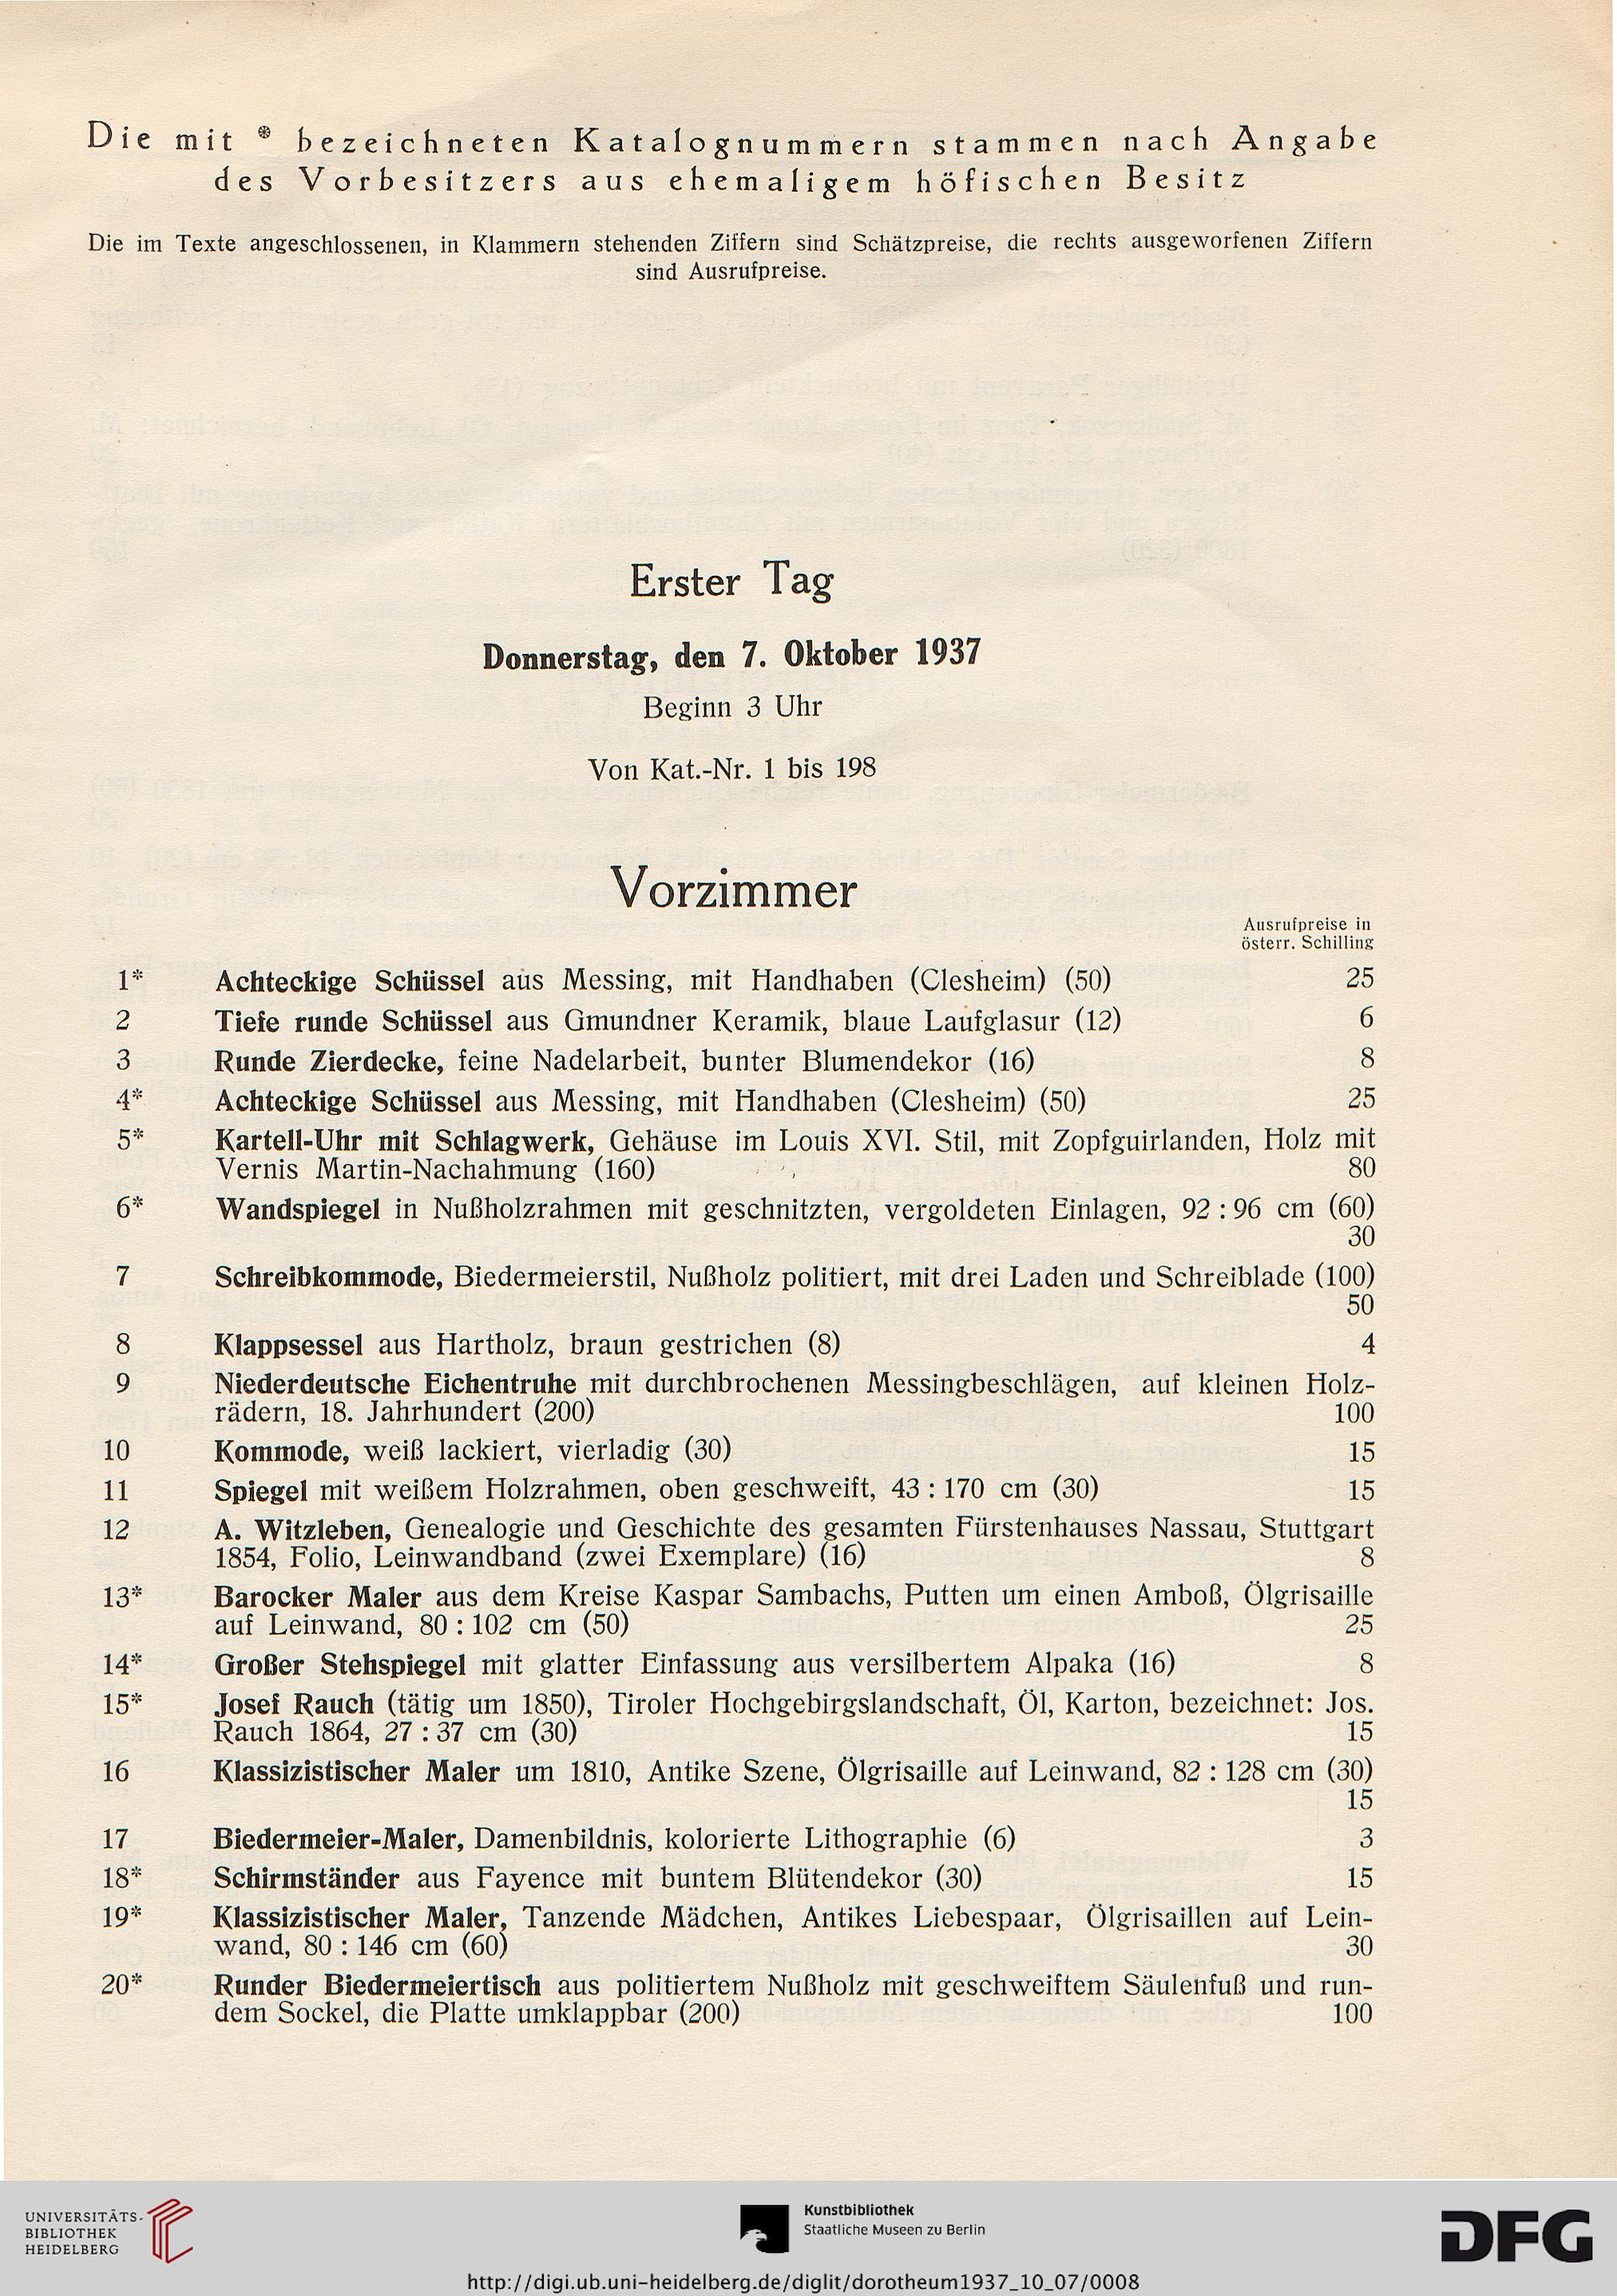 Die mit * bezeichneten Katalognummern stammen nach Angabe
des Vorbesitzers aus ehemaligem höfischen Besitz
Die im Texte angeschlossenen, in Klammern stehenden Ziffern sind Schätzpreise, die rechts ausgeworfenen Ziffern
sind Ausrufpreise.
Erster Tag
Donnerstag, den 7. Oktober 1937
Beginn 3 Uhr
Von Kat.-Nr. 1 bis 198
Vorzimmer
Ausrufpreise in
österr. Schilling
1* Achteckige Schüssel aus Messing, mit Handhaben (Clesheim) (50) 25
2 Tiefe runde Schüssel aus Gmundner Keramik, blaue Laufglasur (12) 6
3 Runde Zierdecke, feine Nadelarbeit, bunter Blumendekor (16) 8
4* Achteckige Schüssel aus Messing, mit Handhaben (Clesheim) (50) 25
5* Kartell-Uhr mit Schlagwerk, Gehäuse im Louis XVI. Stil, mit Zopfguirlanden, Holz mit
Vernis Martin-Nachahmung (160) 80
6* Wandspiegel in Nußholzrahmen mit geschnitzten, vergoldeten Einlagen, 92 : 96 cm (60)
30
7 Schreibkommode, Biedermeierstil, Nußholz politiert, mit drei Laden und Schreiblade (100)
50
8 Klappsessel aus Hartholz, braun gestrichen (8) 4
9 Niederdeutsche Eichentruhe mit durchbrochenen Messingbeschlägen, auf kleinen Holz-
rädern, 18. Jahrhundert (200) 100
10 Kommode, weiß lackiert, vierladig (30) 15
11 Spiegel mit weißem Holzrahmen, oben geschweift, 43 : 170 cm (30) 15
12 A. Witzleben, Genealogie und Geschichte des gesamten Fürstenhauses Nassau, Stuttgart
1854, Folio, Leinwandband (zwei Exemplare) (16) 8
13* Barocker Maler aus dem Kreise Kaspar Sambachs, Putten um einen Amboß, Ölgrisaille
auf Leinwand, 80 : 102 cm (50) 25
14* Großer Stehspiegel mit glatter Einfassung aus versilbertem Alpaka (16) 8
15* Josef Rauch (tätig um 1850), Tiroler Hochgebirgslandschaft, Öl, Karton, bezeichnet: Jos.
Rauch 1864, 27 : 37 cm (30) 15
16 Klassizistischer Maler um 1810, Antike Szene, Ölgrisaille auf Leinwand, 82 : 128 cm (30)
15
17 Biedermeier-Maler, Damenbildnis, kolorierte Lithographie (6) 3
18* Schirmständer aus Fayence mit buntem Blütendekor (30) 15
19* Klassizistischer Maler, Tanzende Mädchen, Antikes Liebespaar, Ölgrisaillen auf Lein-
wand, 80 : 146 cm (60) 30
20* Runder Biedermeiertisch aus politiertem Nußholz mit geschweiftem Säulenfuß und run-
dem Sockel, die Platte umklappbar (200) 100
UNIVERSITÄTS-
BIBLIOTHEK
HEIDELBERG
Kunstbibliothek
Staatliche Museen zu Berlin
DFG
http://digi.ub.uni-heidelberg.de/diglit/dorotheum1937_10_07/0008